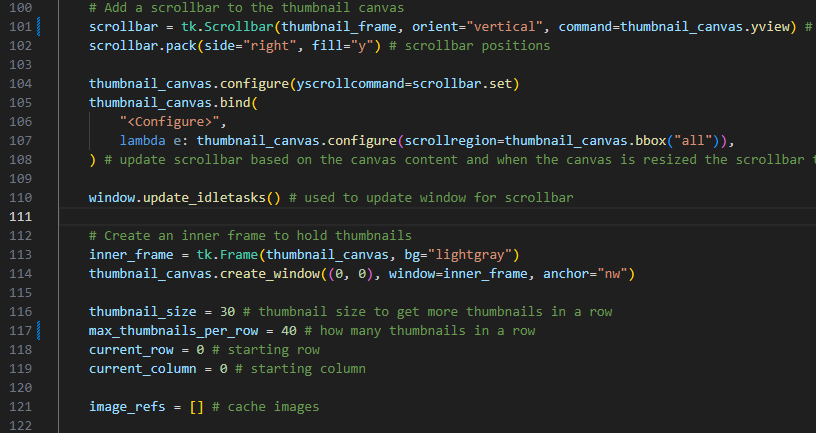 100 # Add a scrollbar to the thumbnail canvas
101 scrollbar = tk.Scrollbar(thumbnail_frame, orient="vertical", command=thumbnail_canvas.yview) #
102 scrollbar.pack(side="right", fill="y") # scrollbar positions
103
104 thumbnail_canvas.configure(yscrollcommand=scrollbar.set)
105 thumbnail_canvas.bind(
106 "<Configure>",
107 lambda e: thumbnail_canvas.configure(scrollregion=thumbnail_canvas.bbox("all")),
108 ) # update scrollbar based on the canvas content and when the canvas is resized the scrollbar
109
110 window.update_idletasks() # used to update window for scrollbar
111
112 # Create an inner frame to hold thumbnails
113 inner_frame = tk.Frame(thumbnail_canvas, bg="lightgray")
114 thumbnail_canvas.create_window((0, 0), window=inner_frame, anchor="nw")
115
116 thumbnail_size = 30 # thumbnail size to get more thumbnails in a row
117 max_thumbnails_per_row = 40 # how many thumbnails in a row
118 current_row = 0 # starting row
119 current_column = 0 # starting column
120
121 image_refs = [] # cache images
122